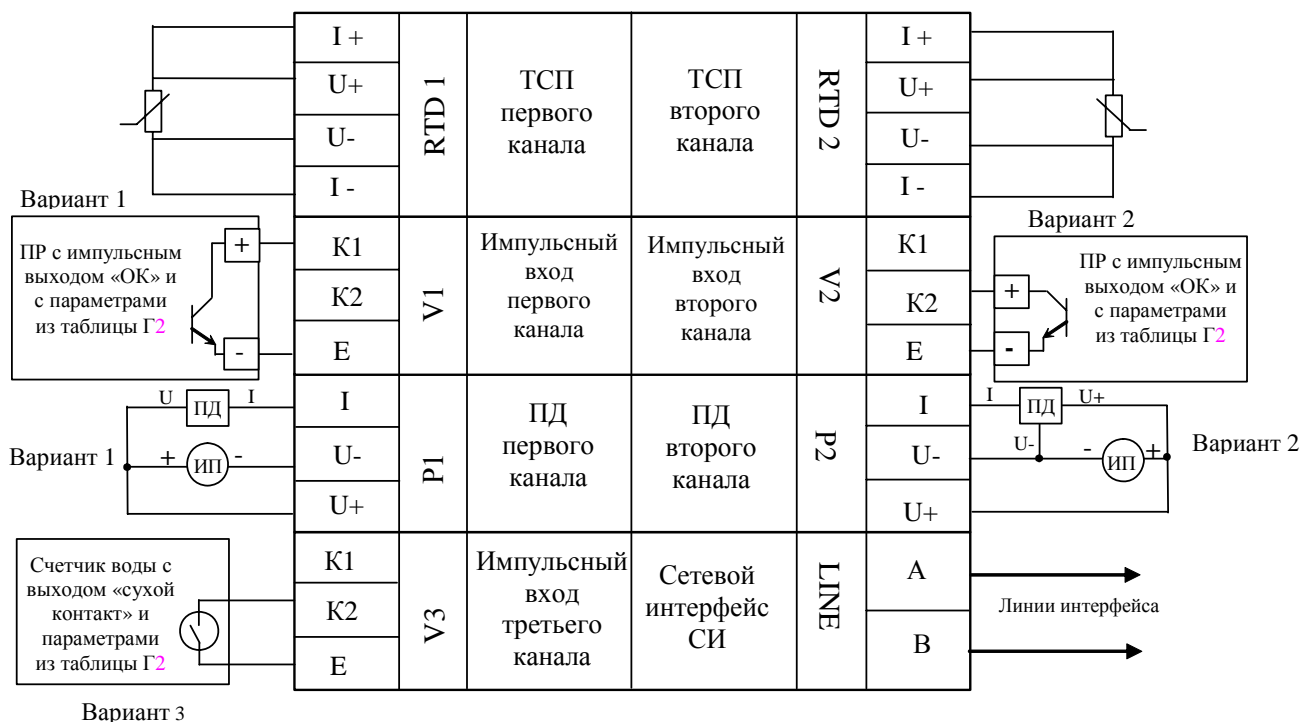 I +
U+
U-
I -
RTD 1
ТСП
первого
канала
ТСП
второго
канала
RTD 2
I +
U+
U-
I -
Вариант 1
ПР с импульсным
выходом «ОК» и
с параметрами
из таблицы Г2
+
-
К1
К2
Е
V1
Импульсный
вход
первого
канала
Импульсный
вход
второго
канала
V2
К1
К2
Е
Вариант 2
+
-
ПР с импульсным
выходом «ОК» и
с параметрами
из таблицы Г2
Вариант 1
U
ПД
I
+
ИП
-
I
U-
U+
P1
ПД
первого
канала
ПД
второго
канала
P2
I
U-
U+
I
ПД
U+
U-
-
ИП
+
Вариант 2
Счетчик воды с
выходом «сухой
контакт» и
параметрами
из таблицы Г2
Вариант 3
К1
К2
Е
V3
Импульсный
вход
третьего
канала
Сетевой
интерфейс
СИ
LINE
А
В
Линии интерфейса